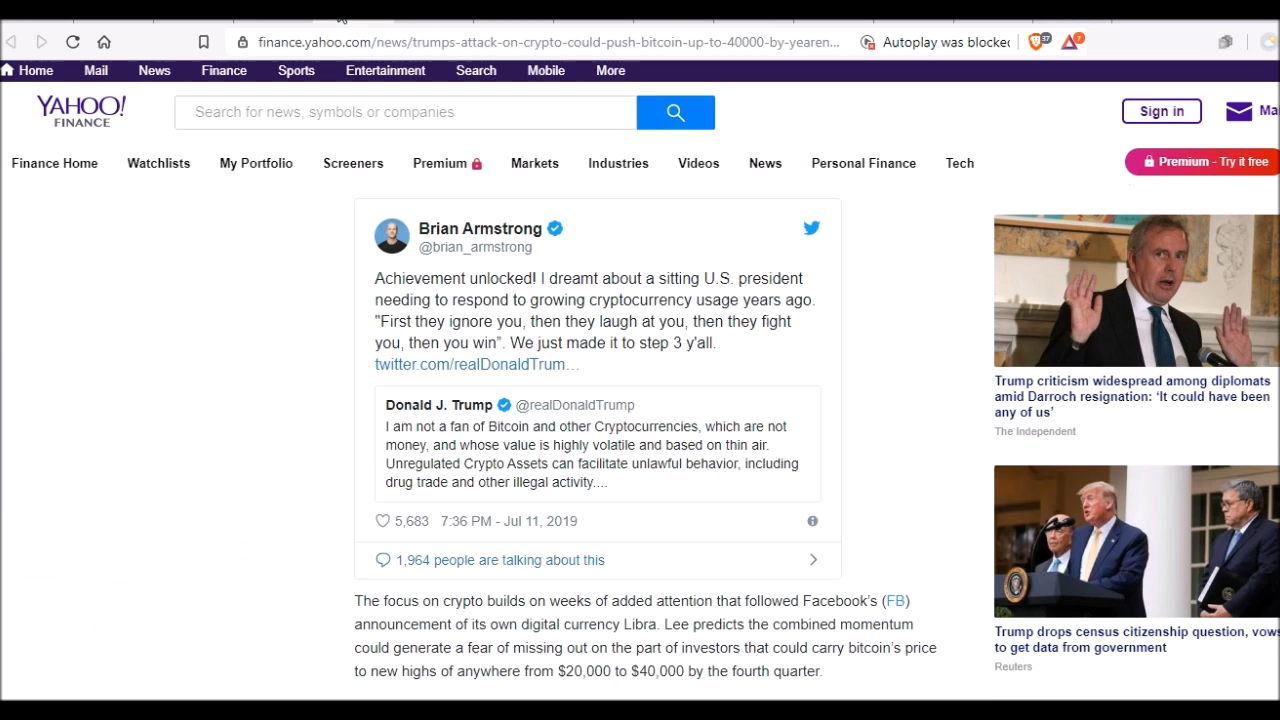 finance.yahoo.com/news/trumps-attack-on-crypto-could-push-bitcoin-up-to-40000-by-yearen...
Autoplay was blocked
37
7
Home Mail News Finance Sports Entertainment Search Mobile More
YAHOO!
FINANCE
Search for news, symbols or companies
Sign in
Ma
Finance Home Watchlists My Portfolio Screeners Premium Markets Industries Videos News Personal Finance Tech
Premium - Try it free
Brian Armstrong
@brian_armstrong
Achievement unlocked! I dreamt about a sitting U.S. president
needing to respond to growing cryptocurrency usage years ago.
"First they ignore you, then they laugh at you, then they fight
you, then you win”. We just made it to step 3 y'all.
twitter.com/realDonaldTrum…
Donald J. Trump @realDonaldTrump
I am not a fan of Bitcoin and other Cryptocurrencies, which are not
money, and whose value is highly volatile and based on thin air.
Unregulated Crypto Assets can facilitate unlawful behavior, including
drug trade and other illegal activity....
5,683 7:36 PM - Jul 11, 2019
1,964 people are talking about this
The focus on crypto builds on weeks of added attention that followed Facebook’s (FB)
announcement of its own digital currency Libra. Lee predicts the combined momentum
could generate a fear of missing out on the part of investors that could carry bitcoin’s price
to new highs of anywhere from $20,000 to $40,000 by the fourth quarter.
Trump criticism widespread among diplomats
amid Darroch resignation: ‘It could have been
any of us’
The Independent
Trump drops census citizenship question, vows
to get data from government
Reuters